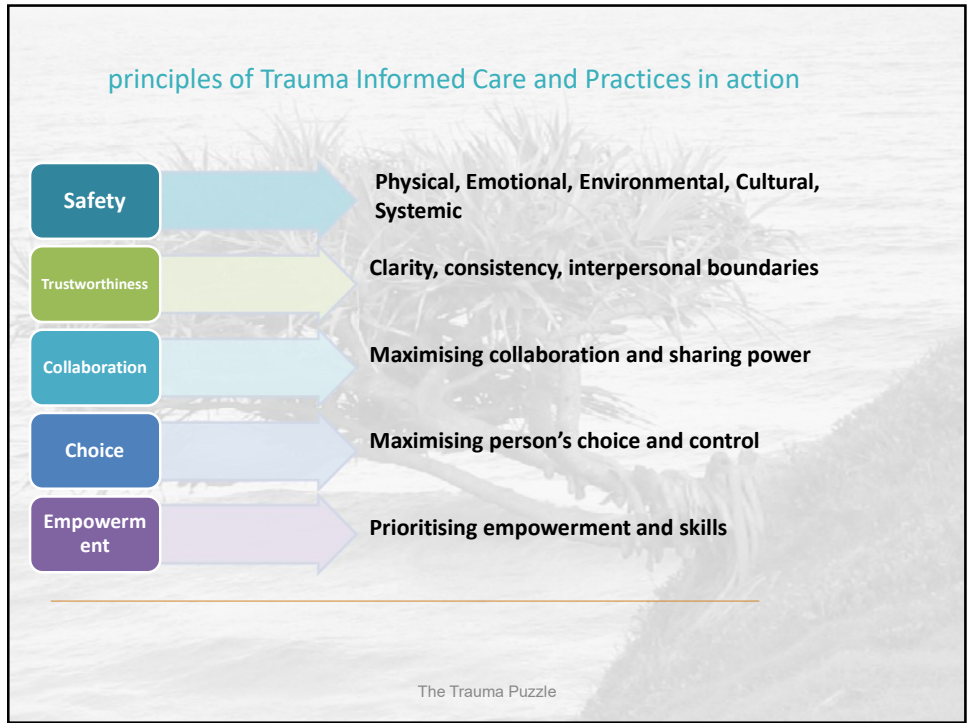 principles of Trauma Informed Care and Practices in action
Safety
Physical, Emotional, Environmental, Cultural,
Systemic
Trustworthiness
Clarity, consistency, interpersonal boundaries
Collaboration
Maximising collaboration and sharing power
Choice
Maximising person’s choice and control
Empowerm
ent
Prioritising empowerment and skills
The Trauma Puzzle